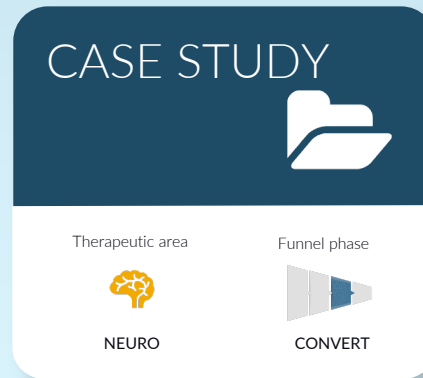 CASE STUDY
Therapeutic area
Funnel phase
NEURO
CONVERT